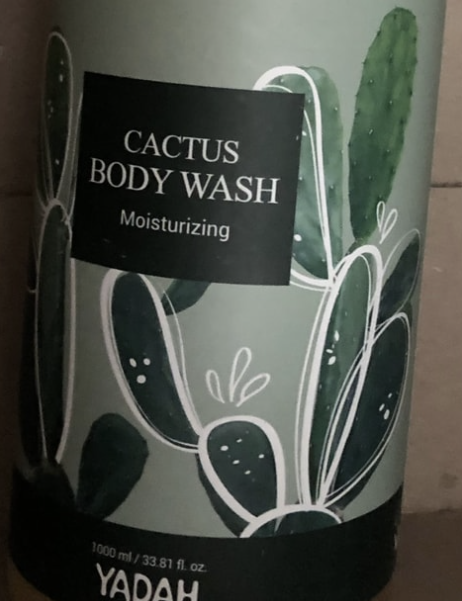 CACTUS
BODY WASH
Moisturizing
1000 ml / 33.81 fl. oz.
YADAH